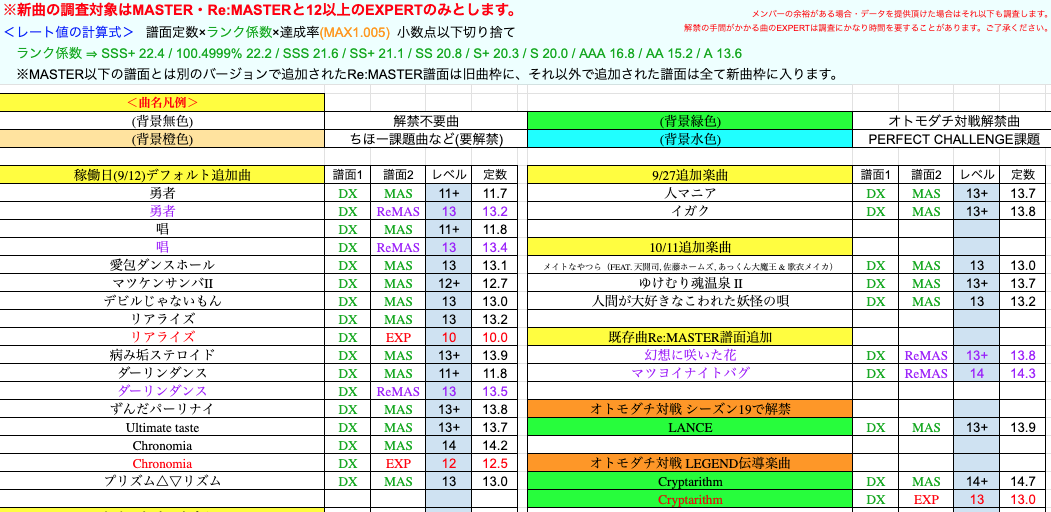 ※新曲の調査対象はMASTER・Re:MASTERと12以上のEXPERTのみとします。
メンバーの余裕がある場合・データを提供頂けた場合はそれ以下も調査します。
<レート値の計算式> 譜面定数×ランク係数×達成率(MAX1.005) 小数点以下切り捨て
解禁の手間がかかる曲のEXPERTは調査にかなり時間を要することがあります。ご了承ください。
ランク係数 ⇒ SSS+ 22.4 / 100.4999% 22.2 / SSS 21.6 / SS+ 21.1 / SS 20.8 / S+ 20.3 / S 20.0 / AAA 16.8 / AA 15.2 / A 13.6
※MASTER以下の譜面とは別のバージョンで追加されたRe:MASTER譜面は旧曲枠に、それ以外で追加された譜面は全て新曲枠に入ります。
＜曲名凡例＞
(背景無色) 解禁不要曲 (背景緑色) オトモダチ対戦解禁曲
(背景橙色) ちほー課題曲など(要解禁) (背景水色) PERFECT CHALLENGE課題
稼働日(9/12)デフォルト追加曲 譜面1 譜面2 レベル 定数 9/27追加楽曲 譜面1 譜面2 レベル 定数
勇者 DX MAS 11+ 11.7 人マニア DX MAS 13+ 13.7
勇者 DX ReMAS 13 13.2 イガク DX MAS 13+ 13.8
唱 DX MAS 11+ 11.8
唱 DX ReMAS 13 13.4 10/11追加楽曲
愛包ダンスホール DX MAS 13 13.1 メイトなやつら（FEAT. 天開司, 佐藤ホームズ, あっくん大魔王 & 歌衣メイカ） DX MAS 13 13.0
マツケンサンバII DX MAS 12+ 12.7 ゆけむり魂温泉 II DX MAS 13+ 13.7
デビルじゃないもん DX MAS 13 13.0 人間が大好きなこわれた妖怪の唄 DX MAS 13 13.2
リアライズ DX MAS 13 13.2
リアライズ DX EXP 10 10.0 既存曲Re:MASTER譜面追加
病み垢ステロイド DX MAS 13+ 13.9 幻想に咲いた花 DX ReMAS 13+ 13.8
ダーリンダンス DX MAS 11+ 11.8 マツヨイナイトバグ DX ReMAS 14 14.3
ダーリンダンス DX ReMAS 13 13.5
ずんだパーリナイ DX MAS 13+ 13.8 オトモダチ対戦 シーズン19で解禁
Ultimate taste DX MAS 13+ 13.7 LANCE DX MAS 13+ 13.9
Chronomia DX MAS 14 14.2
Chronomia DX EXP 12 12.5 オトモダチ対戦 LEGEND伝導楽曲
プリズム△▽リズム DX MAS 13 13.0 Cryptarithm DX MAS 14+ 14.7
Cryptarithm DX EXP 13 13.0